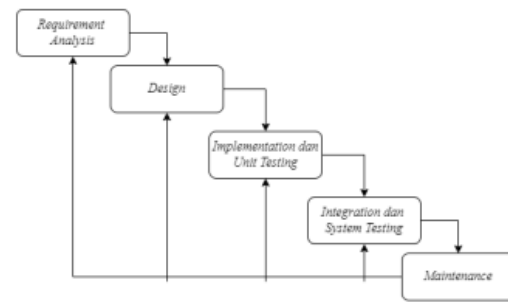 Requirement
Analysis
Design
Implementation dan
Unit Testing
Integration dan
System Testing
Maintenance